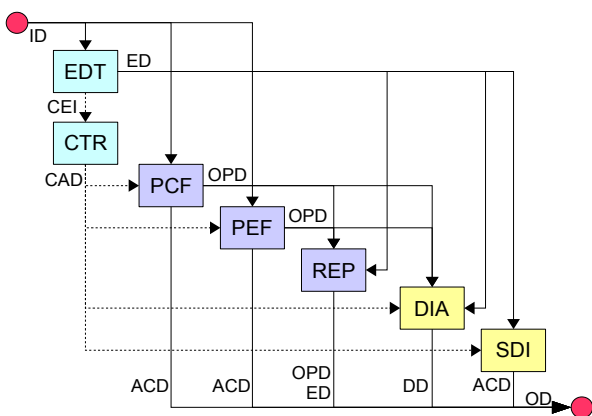 ID
EDT
ED
CEI
CTR
CAD
PCF
OPD
PEF
OPD
REP
DIA
SDI
ACD
ACD
OPD
ED
DD
ACD
OD